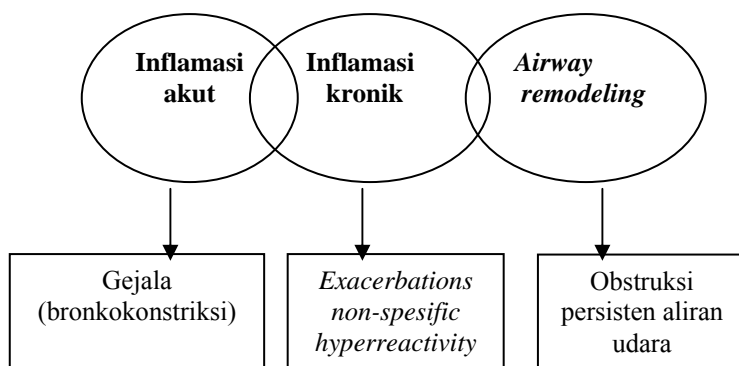 Inflamasi
akut
Inflamasi
kronik
Airway
remodeling
Gejala
(bronkokonstriksi)
Exacerbations
non-spesific
hyperreactivity
Obstruksi
persisten aliran
udara